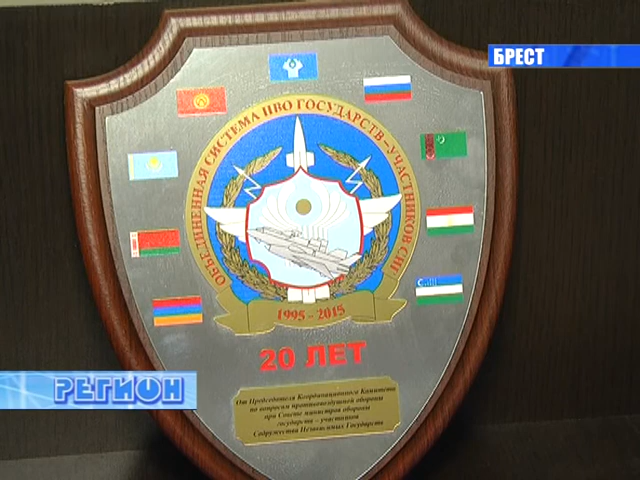 БРЕСТ
ОБЪЕДИНЕННАЯ СИСТЕМА ПВО ГОСУДАРСТВ-УЧАСТНИКОВ СНГ
1995 - 2015
20 ЛЕТ
РЕГИОН
От Председателя Координационного Комитета
по вопросам противовоздушной обороны
при Совете министров обороны
государств - участников
Содружества Независимых Государств